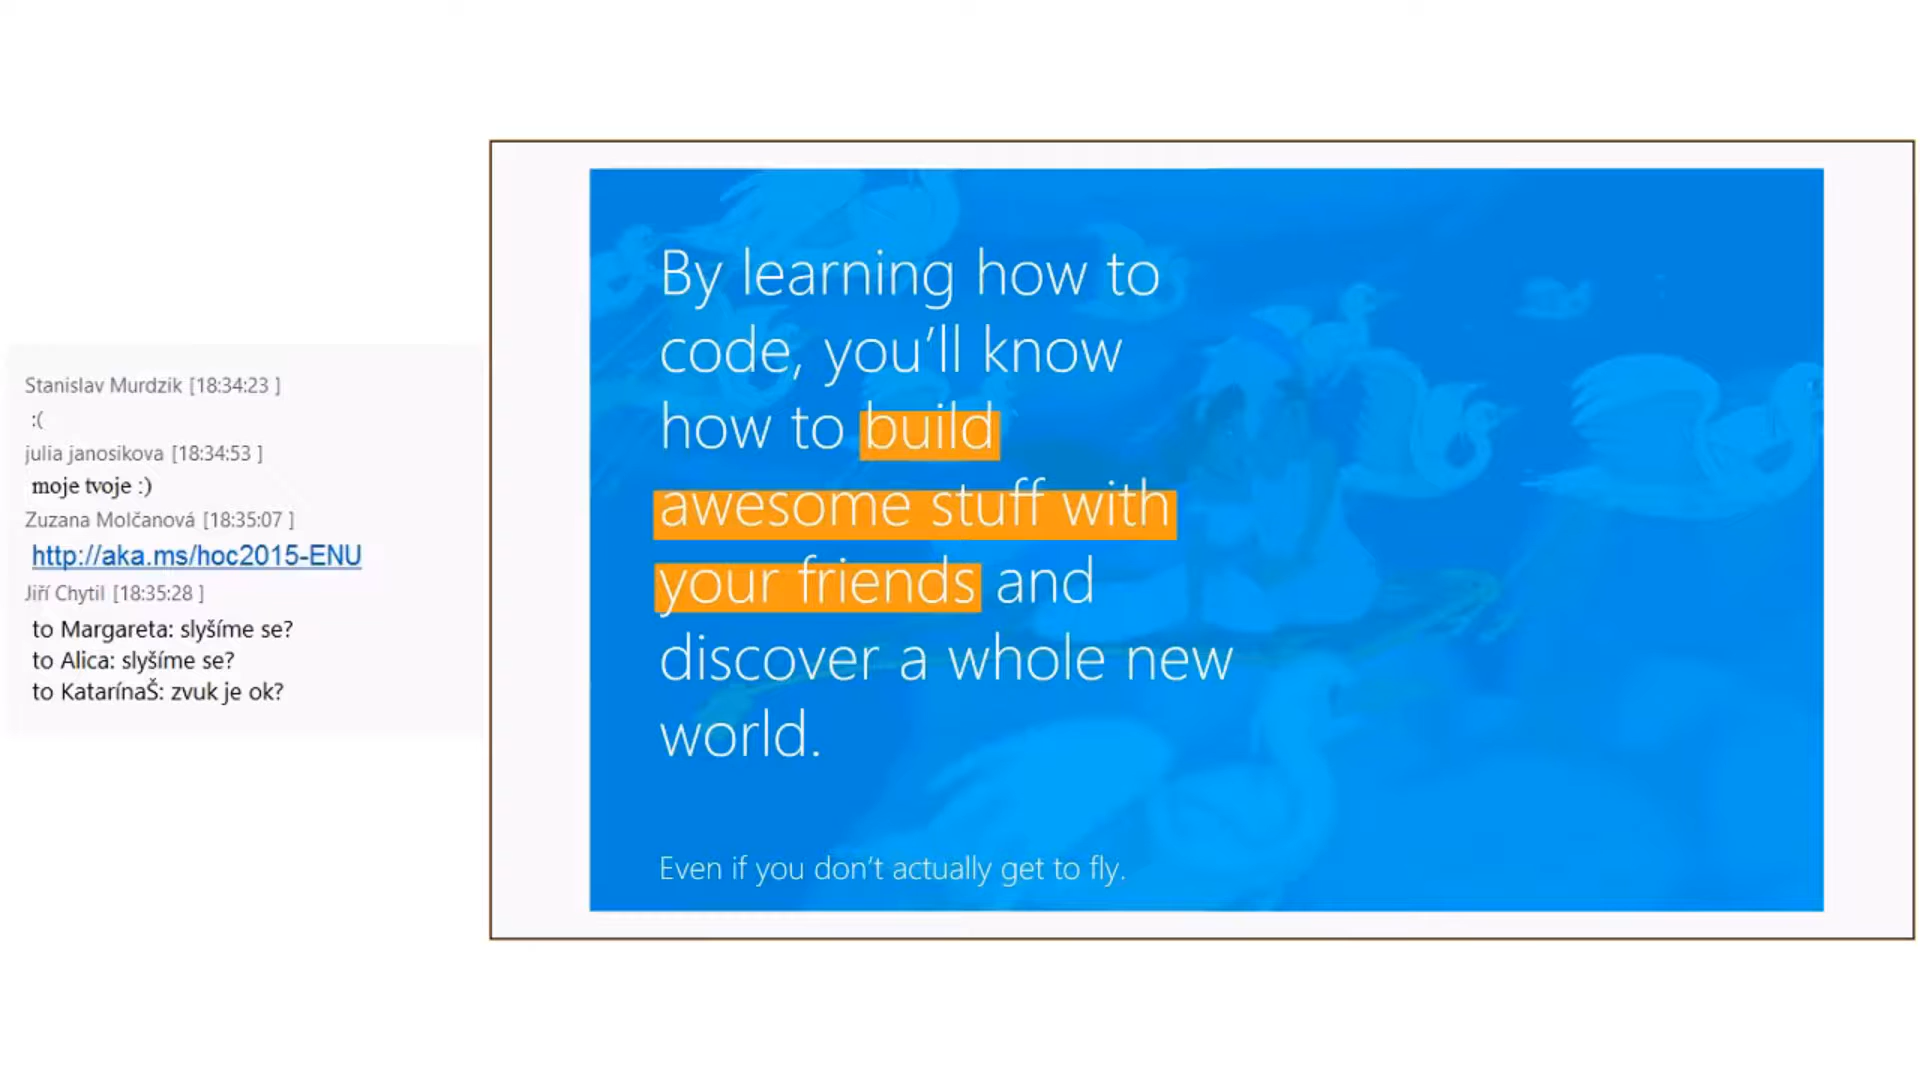 Stanislav Murdzik [18:34:23 ]
:(
julia janosikova [18:34:53 ]
moje tvoje :)
Zuzana Molčanová [18:35:07 ]
http://aka.ms/hoc2015-ENU
Jiří Chytil [18:35:28 ]
to Margareta: slyšíme se?
to Alica: slyšíme se?
to KatarínaŠ: zvuk je ok?
By learning how to
code, you’ll know
how to build
awesome stuff with
your friends and
discover a whole new
world.
Even if you don’t actually get to fly.